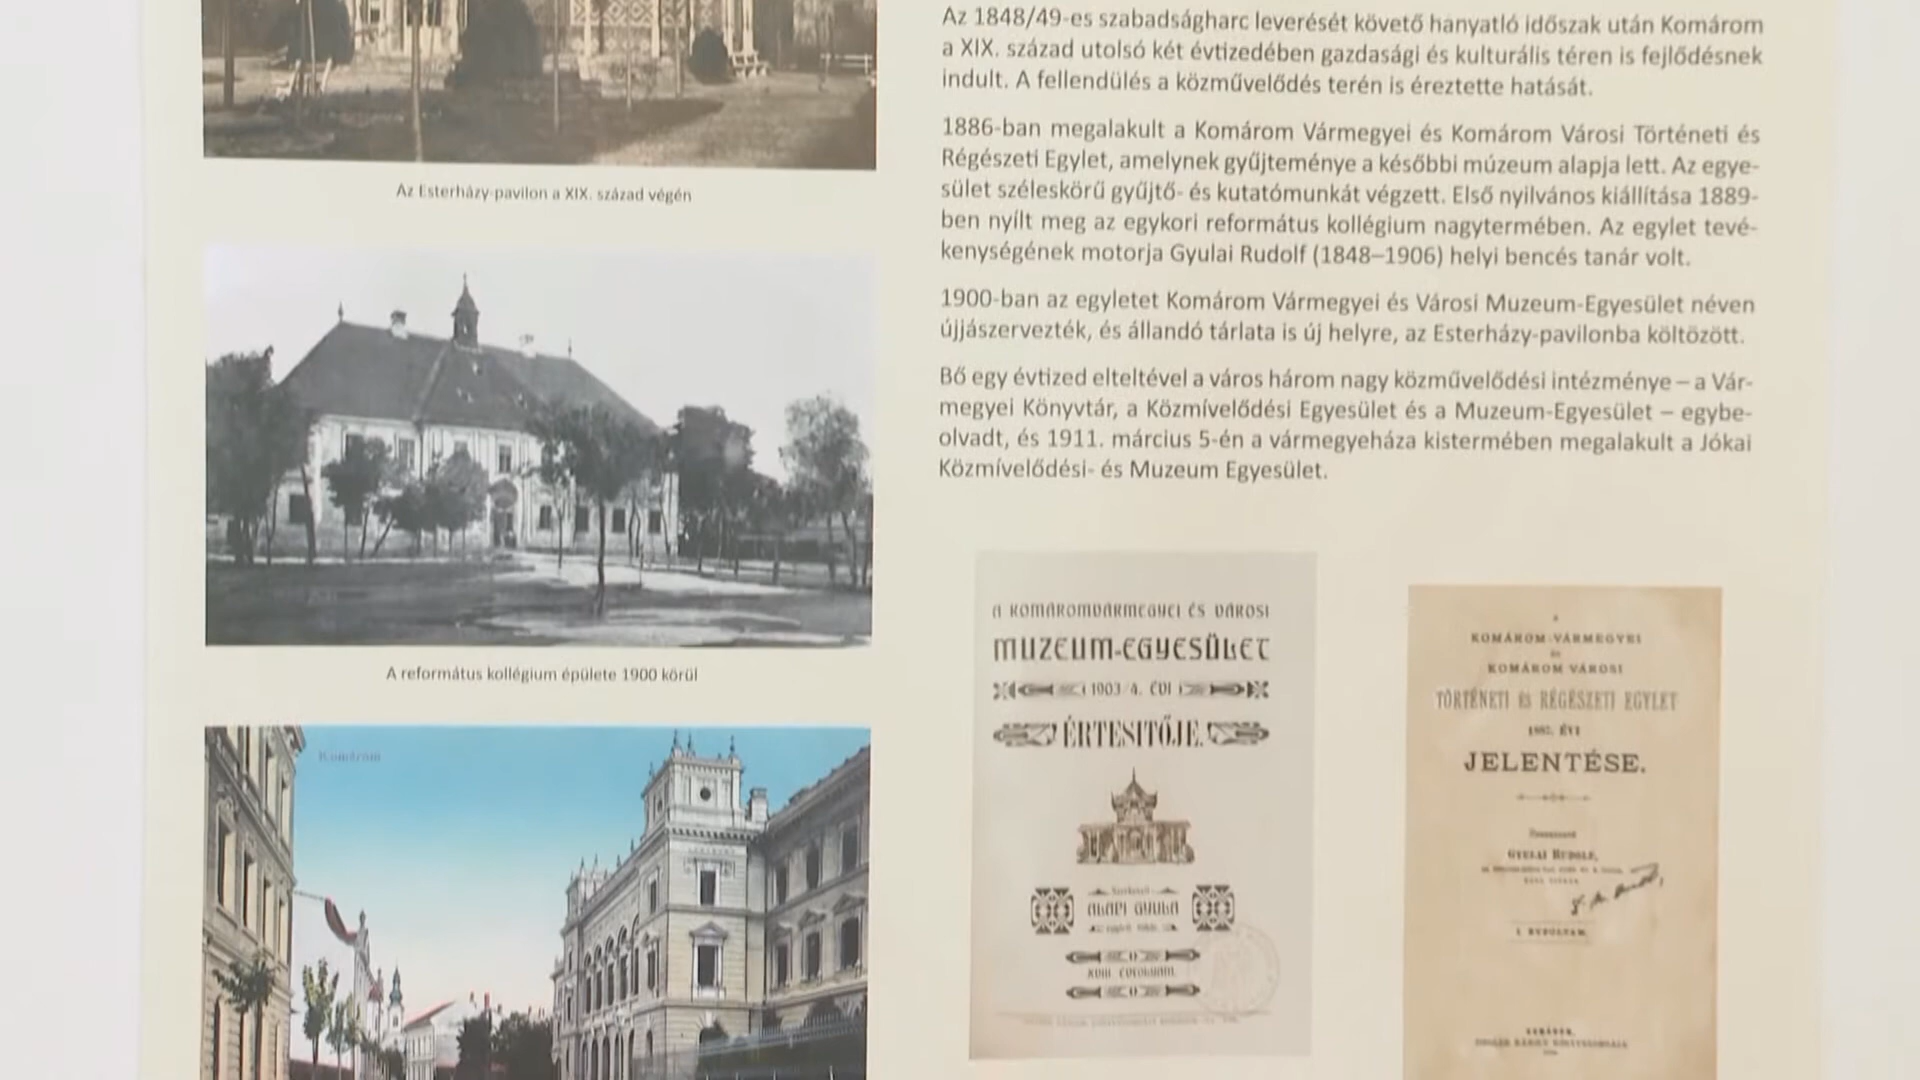 Az Esterházy-pavilon a XIX. század végén
A református kollégium épülete 1900 körül
Komárom
Az 1848/49-es szabadságharc leverését követő hanyatló időszak után Komárom
a XIX. század utolsó két évtizedében gazdasági és kulturális téren is fejlődésnek
indult. A fellendülés a közművelődés terén is éreztette hatását.
1886-ban megalakult a Komárom Vármegyei és Komárom Városi Történeti és
Régészeti Egylet, amelynek gyűjteménye a későbbi múzeum alapja lett. Az egye-
sület széleskörű gyűjtő- és kutatómunkát végzett. Első nyilvános kiállítása 1889-
ben nyílt meg az egykori református kollégium nagytermében. Az egylet tevé-
kenységének motorja Gyulai Rudolf (1848–1906) helyi bencés tanár volt.
1900-ban az egyletet Komárom Vármegyei és Városi Muzeum-Egyesület néven
újjászervezték, és állandó tárlata is új helyre, az Esterházy-pavilonba költözött.
Bő egy évtized elteltével a város három nagy közművelődési intézménye – a Vár-
megyei Könyvtár, a Közmívelődési Egyesület és a Muzeum-Egyesület – egybe-
olvadt, és 1911. március 5-én a vármegyeháza kistermében megalakult a Jókai
Közmívelődési- és Muzeum Egyesület.
A KOMÁROMVÁRMEGYEI ÉS VÁROSI
MUZEUM-EGYESÜLET
1903/4. ÉVI
ÉRTESITŐJE.
ALAPI GYULA
A
KOMÁROM-VÁRMEGYEI
ÉS
KOMÁROM VÁROSI
TÖRTÉNETI ÉS RÉGÉSZETI EGYLET
ÉVI
JELENTÉSE.
GYULAI RUDOLF,